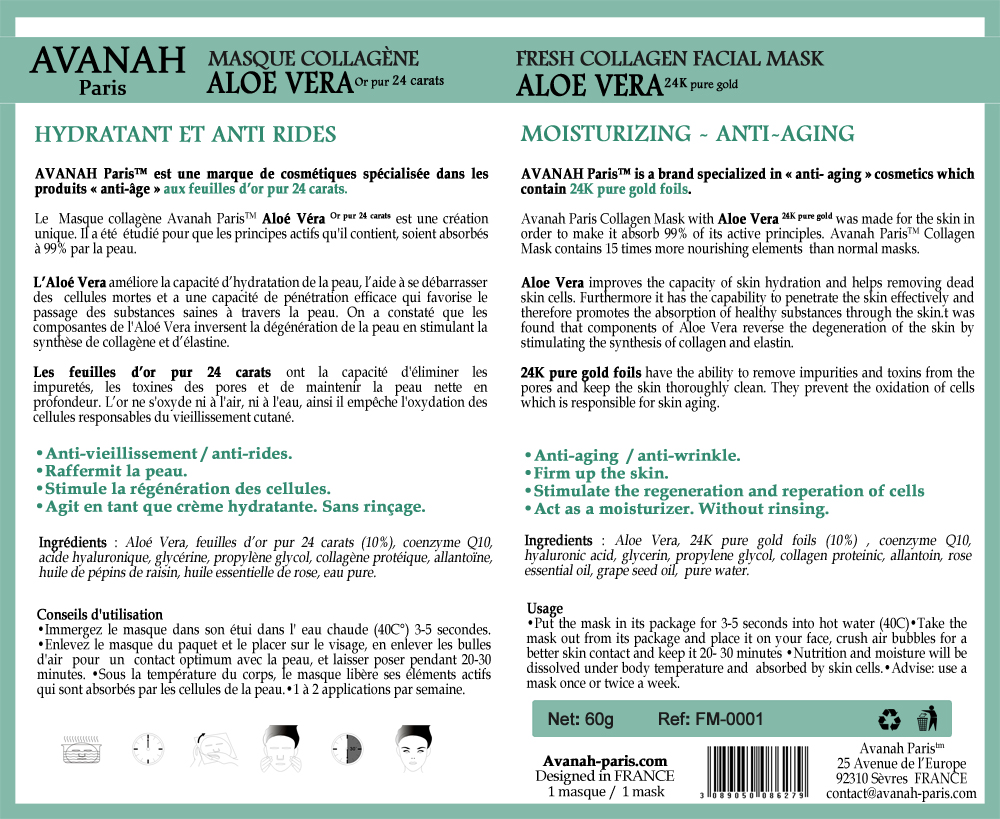 AVANAH
Paris
MASQUE COLLAGÈNE
ALOE VERA Or pur 24 carats
HYDRATANT ET ANTI RIDES
AVANAH Paris™ est une marque de cosmétiques spécialisée dans les
produits « anti-âge » aux feuilles d’or pur 24 carats.
Le Masque collagène Avanah Paris™ Aloé Véra Or pur 24 carats est une création
unique. Il a été étudié pour que les principes actifs qu'il contient, soient absorbés
à 99% par la peau.
L’Aloé Vera améliore la capacité d’hydratation de la peau, l’aide à se débarrasser
des cellules mortes et a une capacité de pénétration efficace qui favorise le
passage des substances saines à travers la peau. On a constaté que les
composantes de l'Aloé Vera inversent la dégénération de la peau en stimulant la
synthèse de collagène et d’élastine.
Les feuilles d’or pur 24 carats ont la capacité d'éliminer les
impuretés, les toxines des pores et de maintenir la peau nette en
profondeur. L’or ne s'oxyde ni à l'air, ni à l'eau, ainsi il empêche l'oxydation des
cellules responsables du vieillissement cutané.
•Anti-vieillissement / anti-rides.
•Raffermit la peau.
•Stimule la régénération des cellules.
•Agit en tant que crème hydratante. Sans rinçage.
Ingrédients : Aloé Vera, feuilles d’or pur 24 carats (10%), coenzyme Q10,
acide hyaluronique, glycérine, propylène glycol, collagène protéique, allantoïne,
huile de pépins de raisin, huile essentielle de rose, eau pure.
Conseils d'utilisation
•Immergez le masque dans son étui dans l' eau chaude (40C°) 3-5 secondes.
•Enlevez le masque du paquet et le placer sur le visage, en enlever les bulles
d'air pour un contact optimum avec la peau, et laisser poser pendant 20-30
minutes. •Sous la température du corps, le masque libère ses éléments actifs
qui sont absorbés par les cellules de la peau.•1 à 2 applications par semaine.
FRESH COLLAGEN FACIAL MASK
ALOE VERA 24K pure gold
MOISTURIZING - ANTI-AGING
AVANAH Paris™ is a brand specialized in « anti- aging » cosmetics which
contain 24K pure gold foils.
Avanah Paris Collagen Mask with Aloe Vera 24K pure gold was made for the skin in
order to make it absorb 99% of its active principles. Avanah Paris™ Collagen
Mask contains 15 times more nourishing elements than normal masks.
Aloe Vera improves the capacity of skin hydration and helps removing dead
skin cells. Furthermore it has the capability to penetrate the skin effectively and
therefore promotes the absorption of healthy substances through the skin.t was
found that components of Aloe Vera reverse the degeneration of the skin by
stimulating the synthesis of collagen and elastin.
24K pure gold foils have the ability to remove impurities and toxins from the
pores and keep the skin thoroughly clean. They prevent the oxidation of cells
which is responsible for skin aging.
•Anti-aging / anti-wrinkle.
•Firm up the skin.
•Stimulate the regeneration and reperation of cells
•Act as a moisturizer. Without rinsing.
Ingredients : Aloe Vera, 24K pure gold foils (10%) , coenzyme Q10,
hyaluronic acid, glycerin, propylene glycol, collagen proteinic, allantoin, rose
essential oil, grape seed oil, pure water.
Usage
•Put the mask in its package for 3-5 seconds into hot water (40C)•Take the
mask out from its package and place it on your face, crush air bubbles for a
better skin contact and keep it 20- 30 minutes •Nutrition and moisture will be
dissolved under body temperature and absorbed by skin cells.•Advise: use a
mask once or twice a week.
Net: 60g Ref: FM-0001
Avanah-paris.com
Designed in FRANCE
1 masque / 1 mask
3 089050 086279
Avanah Paris tm
25 Avenue de l’Europe
92310 Sèvres FRANCE
contact@avanah-paris.com